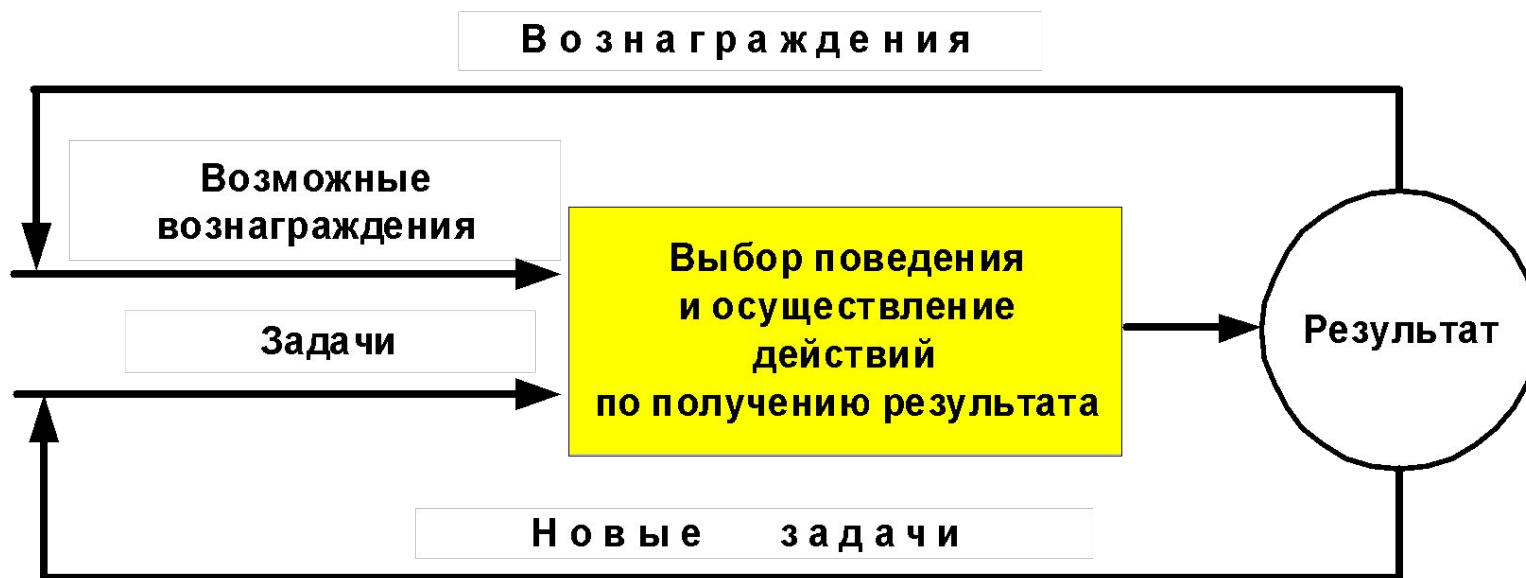 Вознаграждения
Возможные
вознаграждения
Задачи
Выбор поведения
и осуществление
действий
по получению результата
Результат
Новые задачи